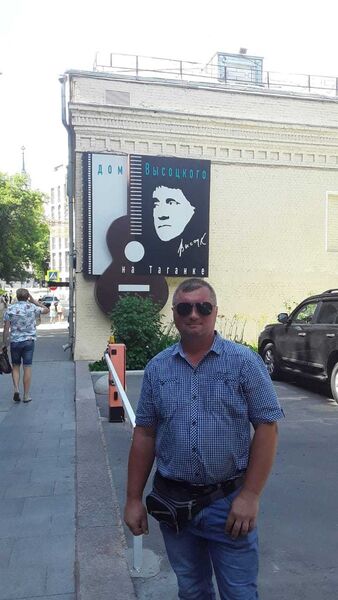 дом Высоцкого
на Таганке